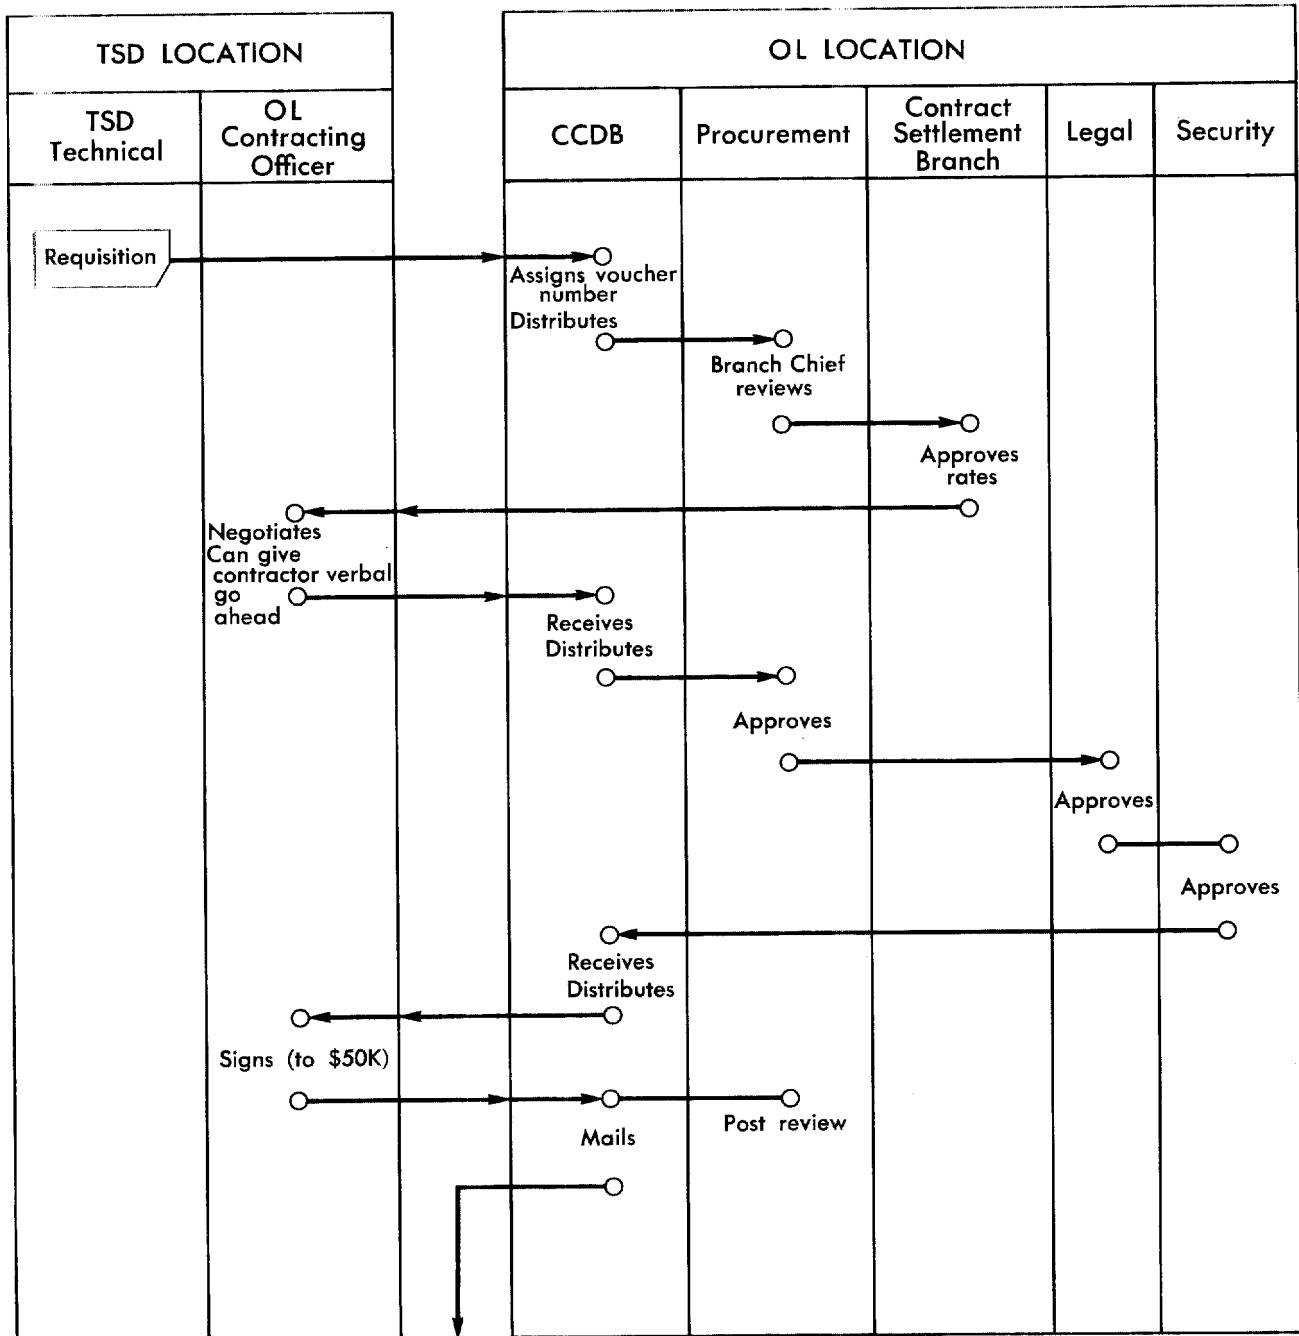 TSD LOCATION
OL LOCATION
TSD
Technical
OL
Contracting
Officer
CCDB
Procurement
Contract
Settlement
Branch
Legal
Security
Requisition
Assigns voucher
number
Distributes
Branch Chief
reviews
Approves
rates
Negotiates
Can give
contractor verbal
go
ahead
Receives
Distributes
Approves
Approves
Approves
Receives
Distributes
Signs (to $50K)
Mails
Post review